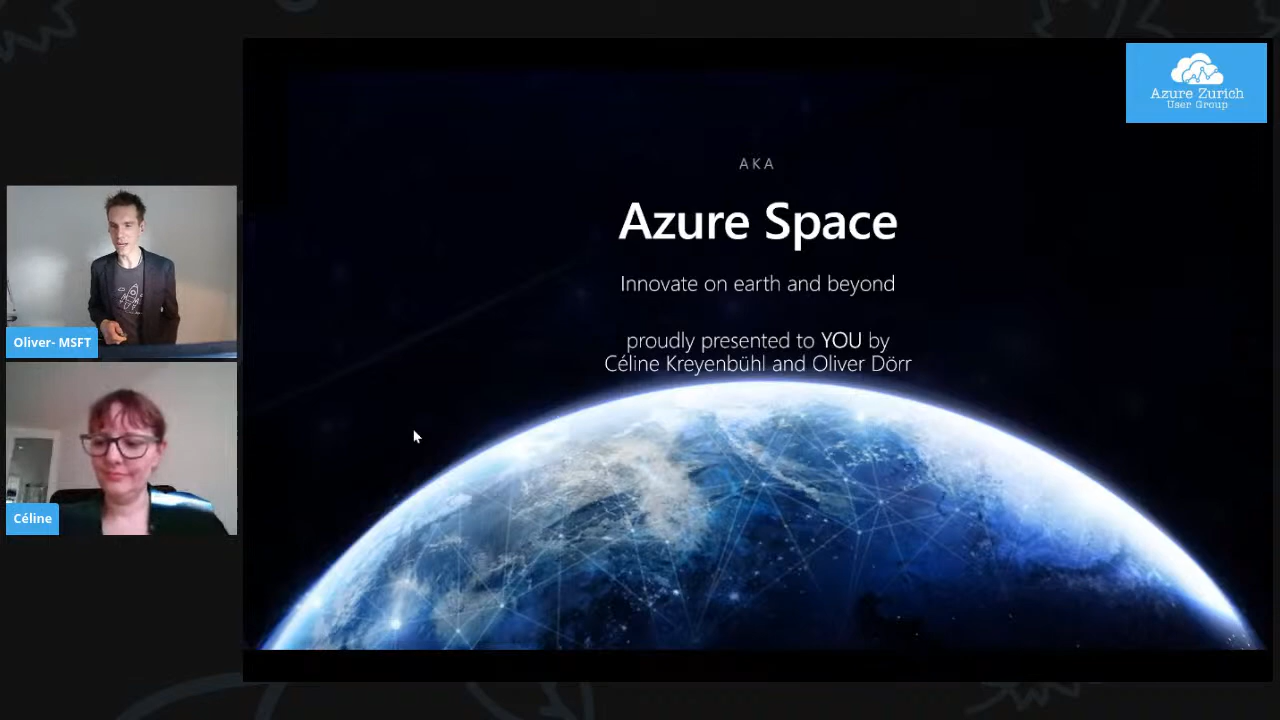 Azure Zurich
User Group
AKA
Azure Space
Innovate on earth and beyond
proudly presented to YOU by
Céline Kreyenbühl and Oliver Dörr
Oliver- MSFT
Céline